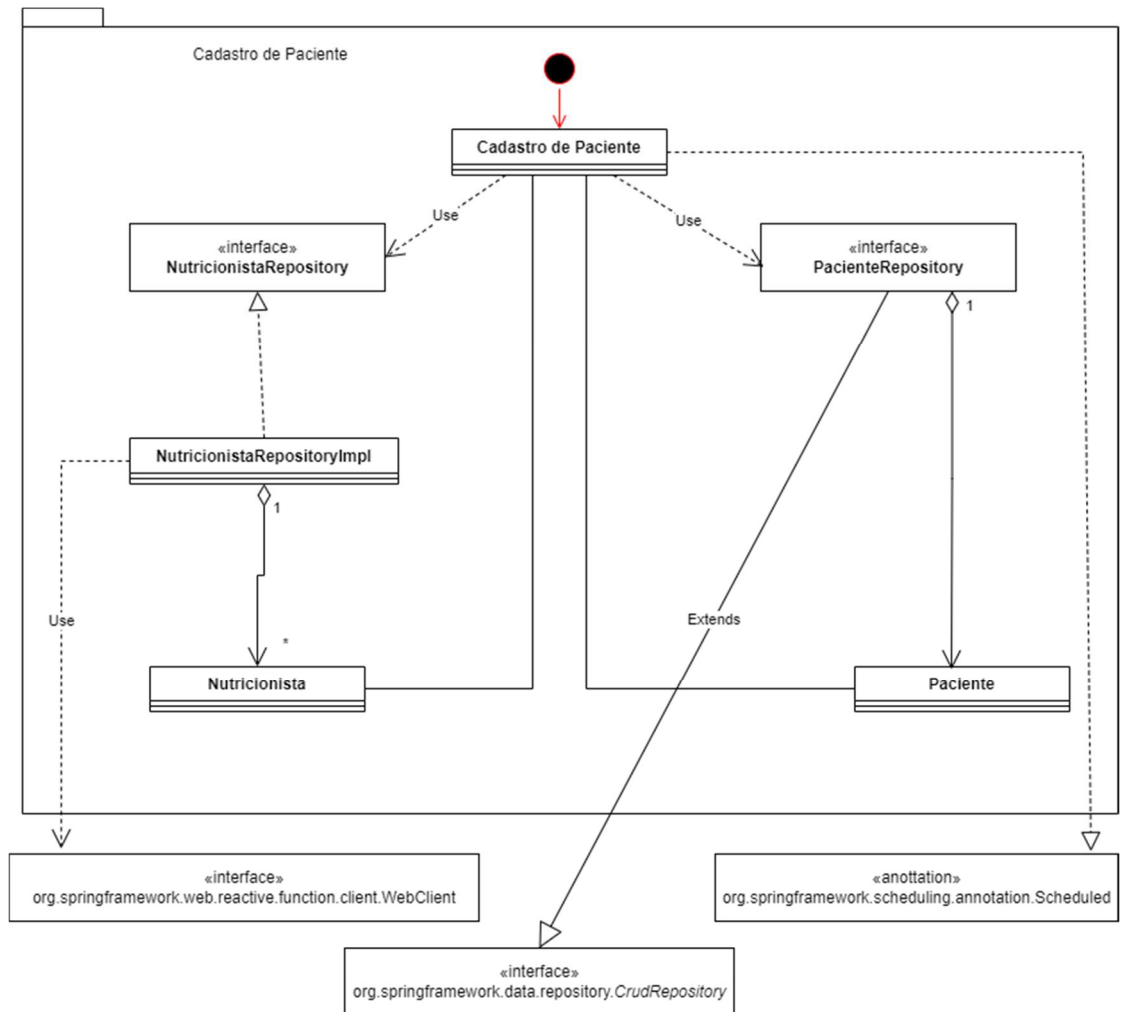 Cadastro de Paciente
Cadastro de Paciente
Use
Use
«interface»
NutricionistaRepository
«interface»
PacienteRepository
1
NutricionistaRepositoryImpl
1
Use
Extends
*
Nutricionista
Paciente
«interface»
org.springframework.web.reactive.function.client.WebClient
«anottation»
org.springframework.scheduling.annotation.Scheduled
«interface»
org.springframework.data.repository.CrudRepository